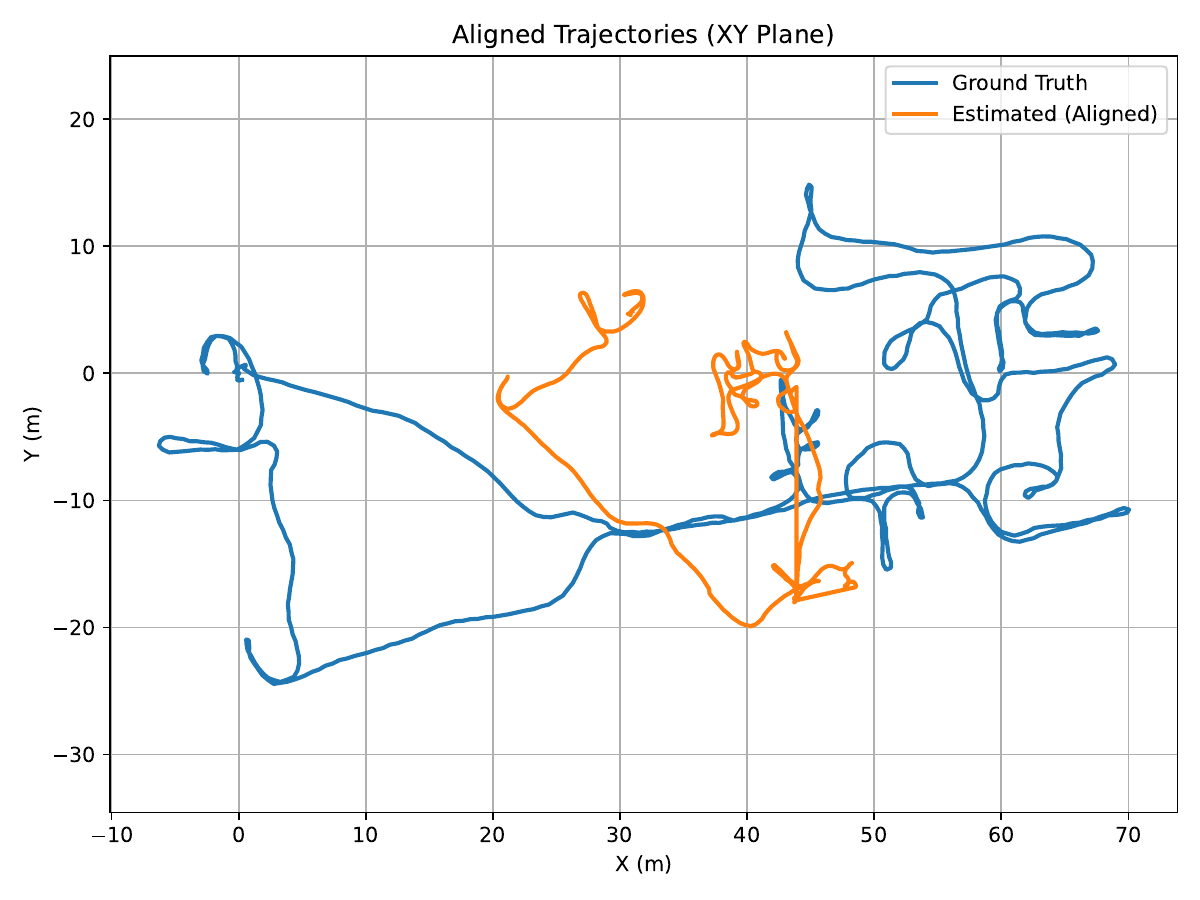 Aligned Trajectories (XY Plane)
Ground Truth
Estimated (Aligned)
20
10
0
−10
−20
−30
Y (m)
−10 0 10 20 30 40 50 60 70
X (m)